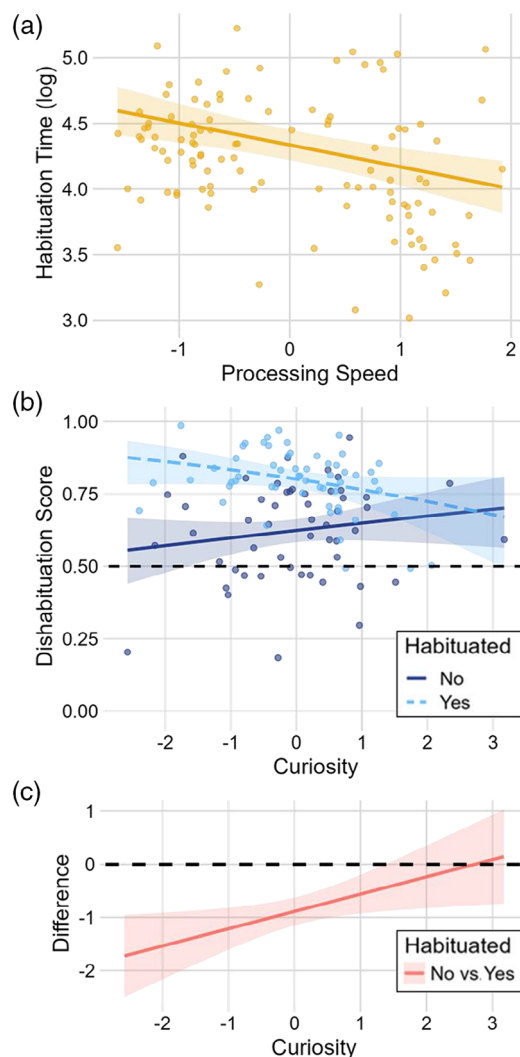 (a)
Habituation Time (log)
5.0
4.5
4.0
3.5
3.0
-1
0
1
2
Processing Speed
(b)
Dishabituation Score
1.00
0.75
0.50
0.25
0.00
Habituated
No
Yes
-2
-1
0
1
2
3
Curiosity
(c)
Difference
1
0
-1
-2
Habituated
No vs. Yes
-2
-1
0
1
2
3
Curiosity